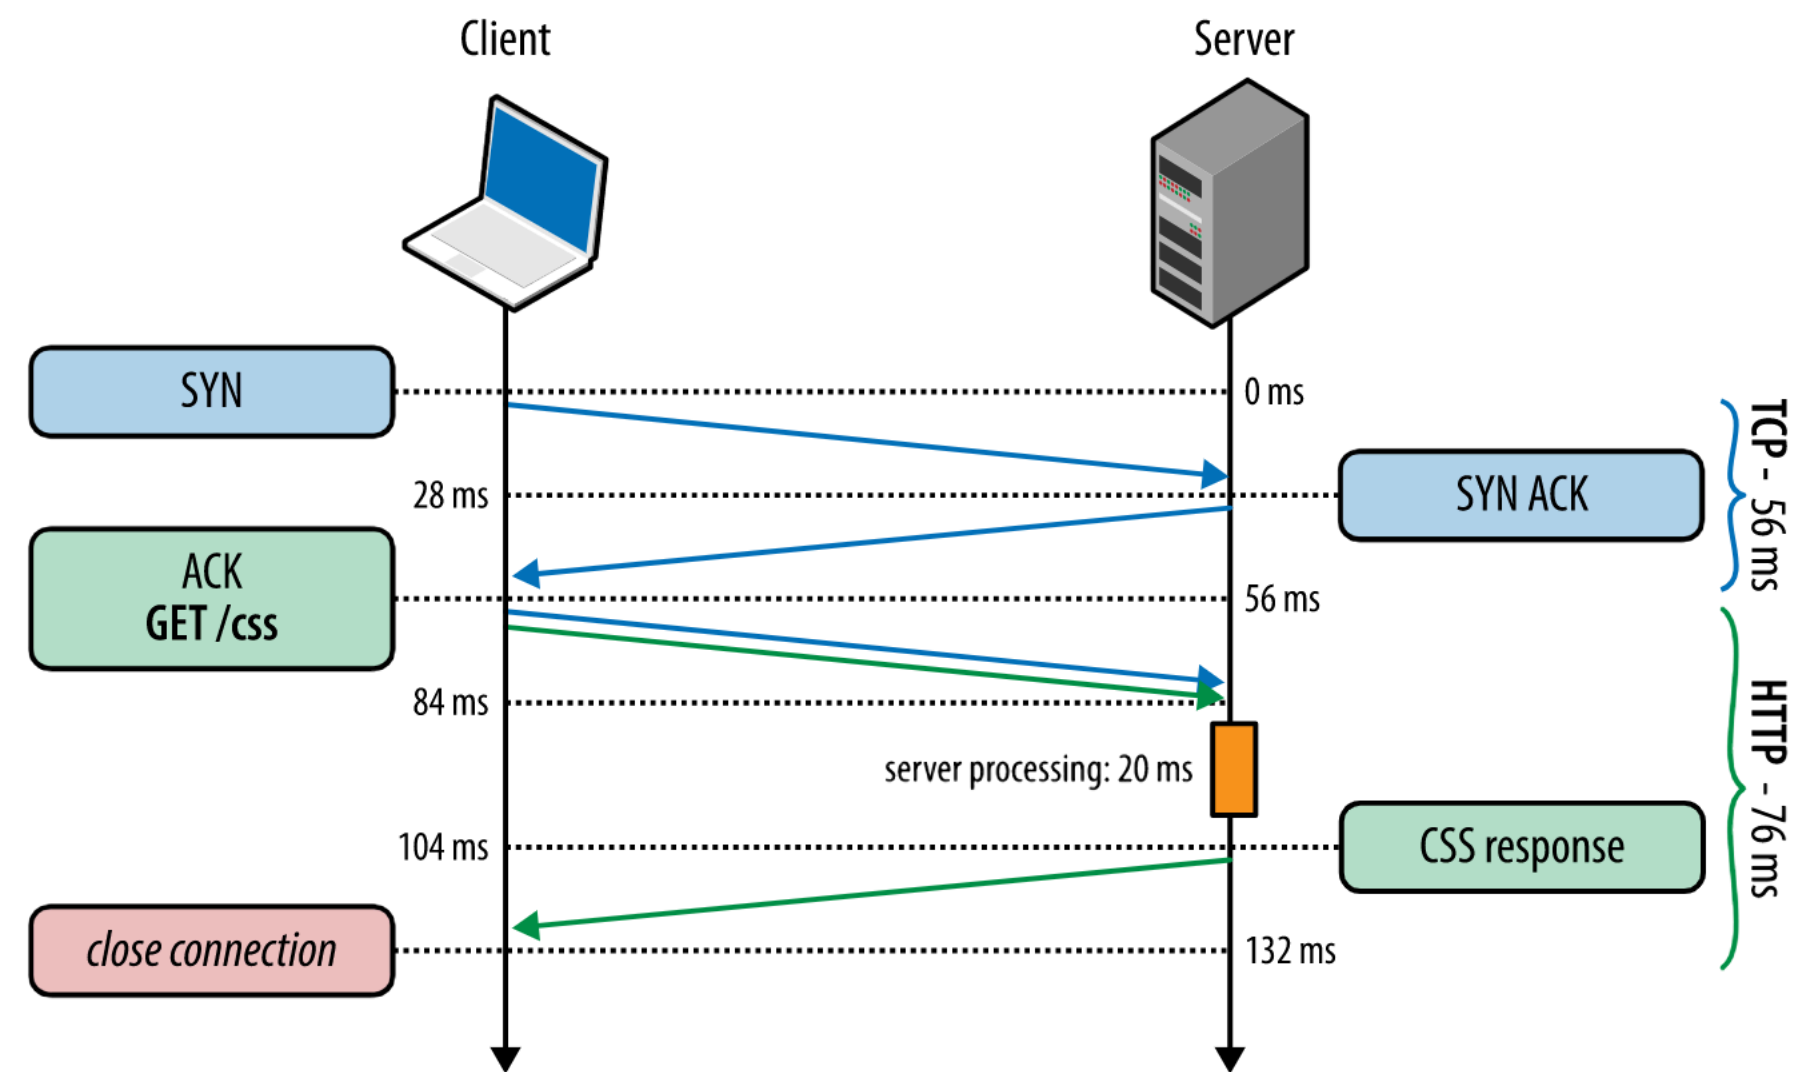 Client
Server
SYN
0 ms
28 ms
SYN ACK
TCP - 56 ms
ACK
GET /css
56 ms
84 ms
server processing: 20 ms
HTTP - 76 ms
104 ms
CSS response
close connection
132 ms